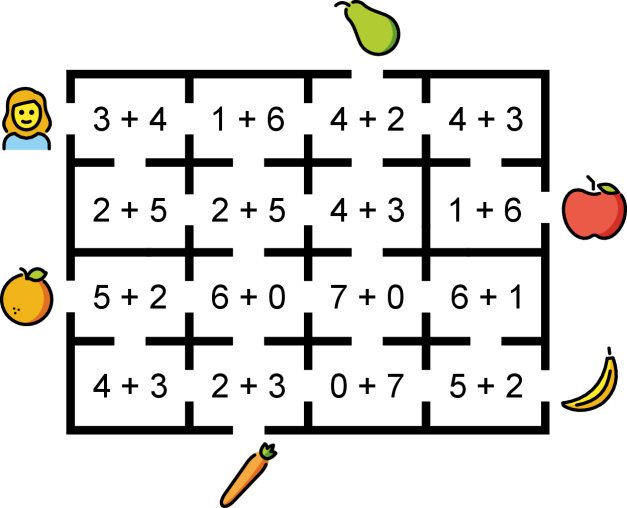 3 + 4 1 + 6 4 + 2 4 + 3
2 + 5 2 + 5 4 + 3 1 + 6
5 + 2 6 + 0 7 + 0 6 + 1
4 + 3 2 + 3 0 + 7 5 + 2